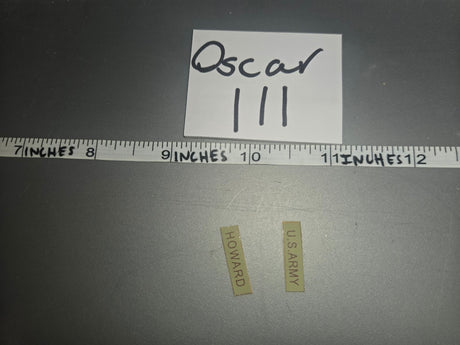 Oscar
111
7 INCHES 8 9 INCHES 10 11 INCHES 12
HOWARD
U.S. ARMY